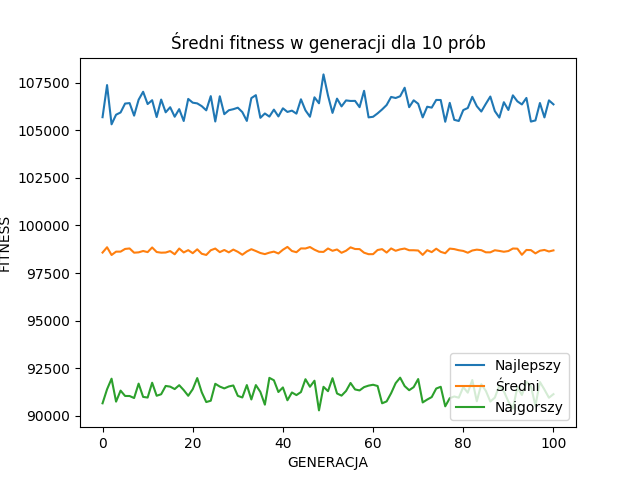 Średni fitness w generacji dla 10 prób
FITNESS
107500
105000
102500
100000
97500
95000
92500
90000
0
20
40
60
80
100
GENERACJA
Najlepszy
Średni
Najgorszy